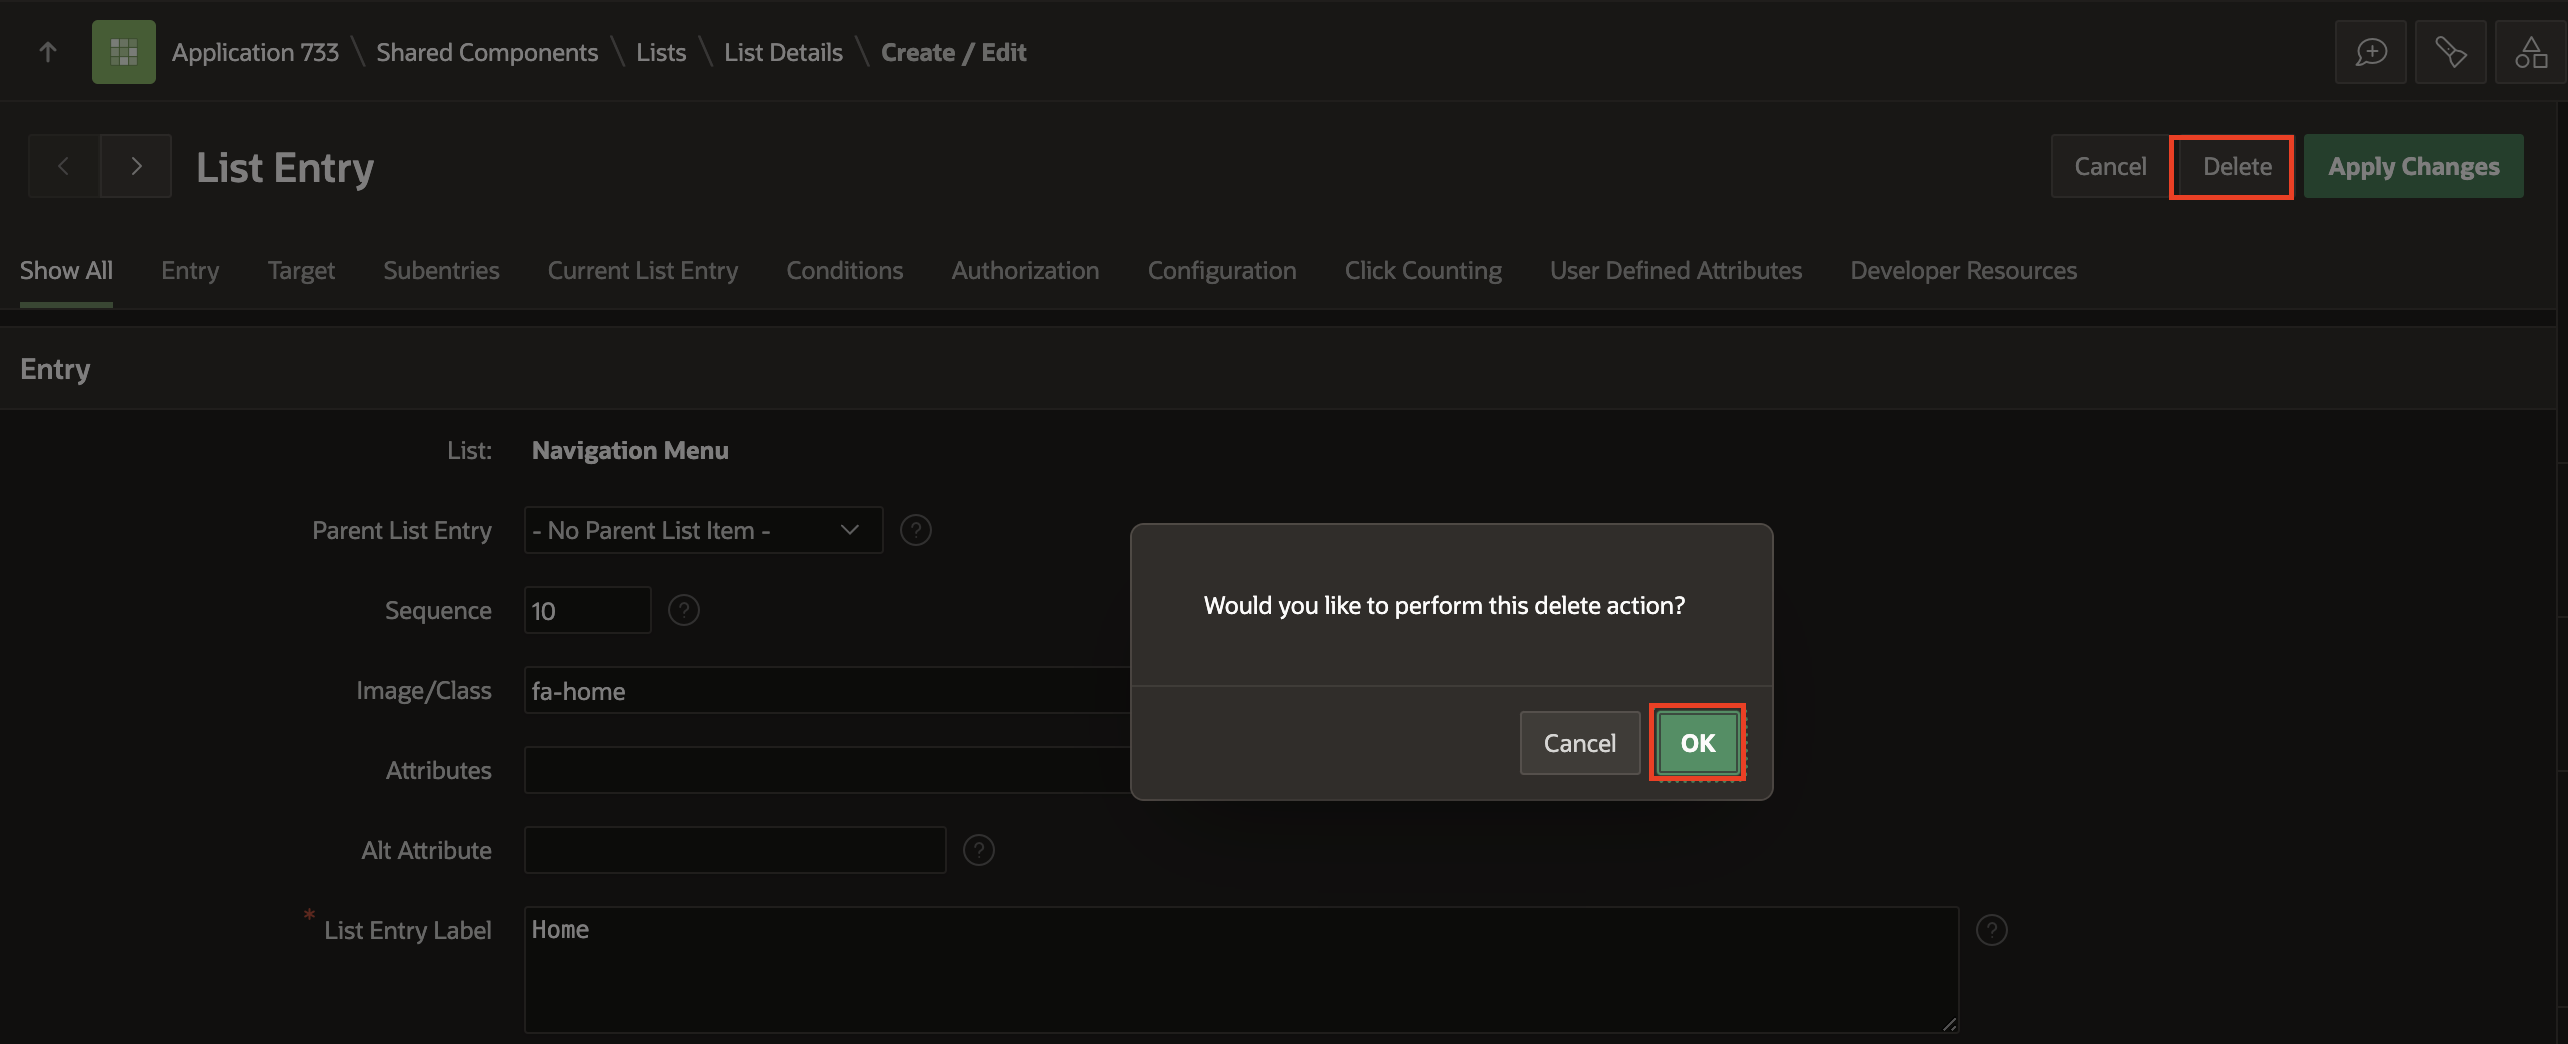 Application 733 \ Shared Components \ Lists \ List Details \ Create / Edit
List Entry
Cancel Delete Apply Changes
Show All Entry Target Subentries Current List Entry Conditions Authorization Configuration Click Counting User Defined Attributes Developer Resources
Entry
List: Navigation Menu
Parent List Entry - No Parent List Item - ?
Sequence 10 ?
Image/Class fa-home
Attributes
Alt Attribute ?
* List Entry Label Home ?
Would you like to perform this delete action?
Cancel OK